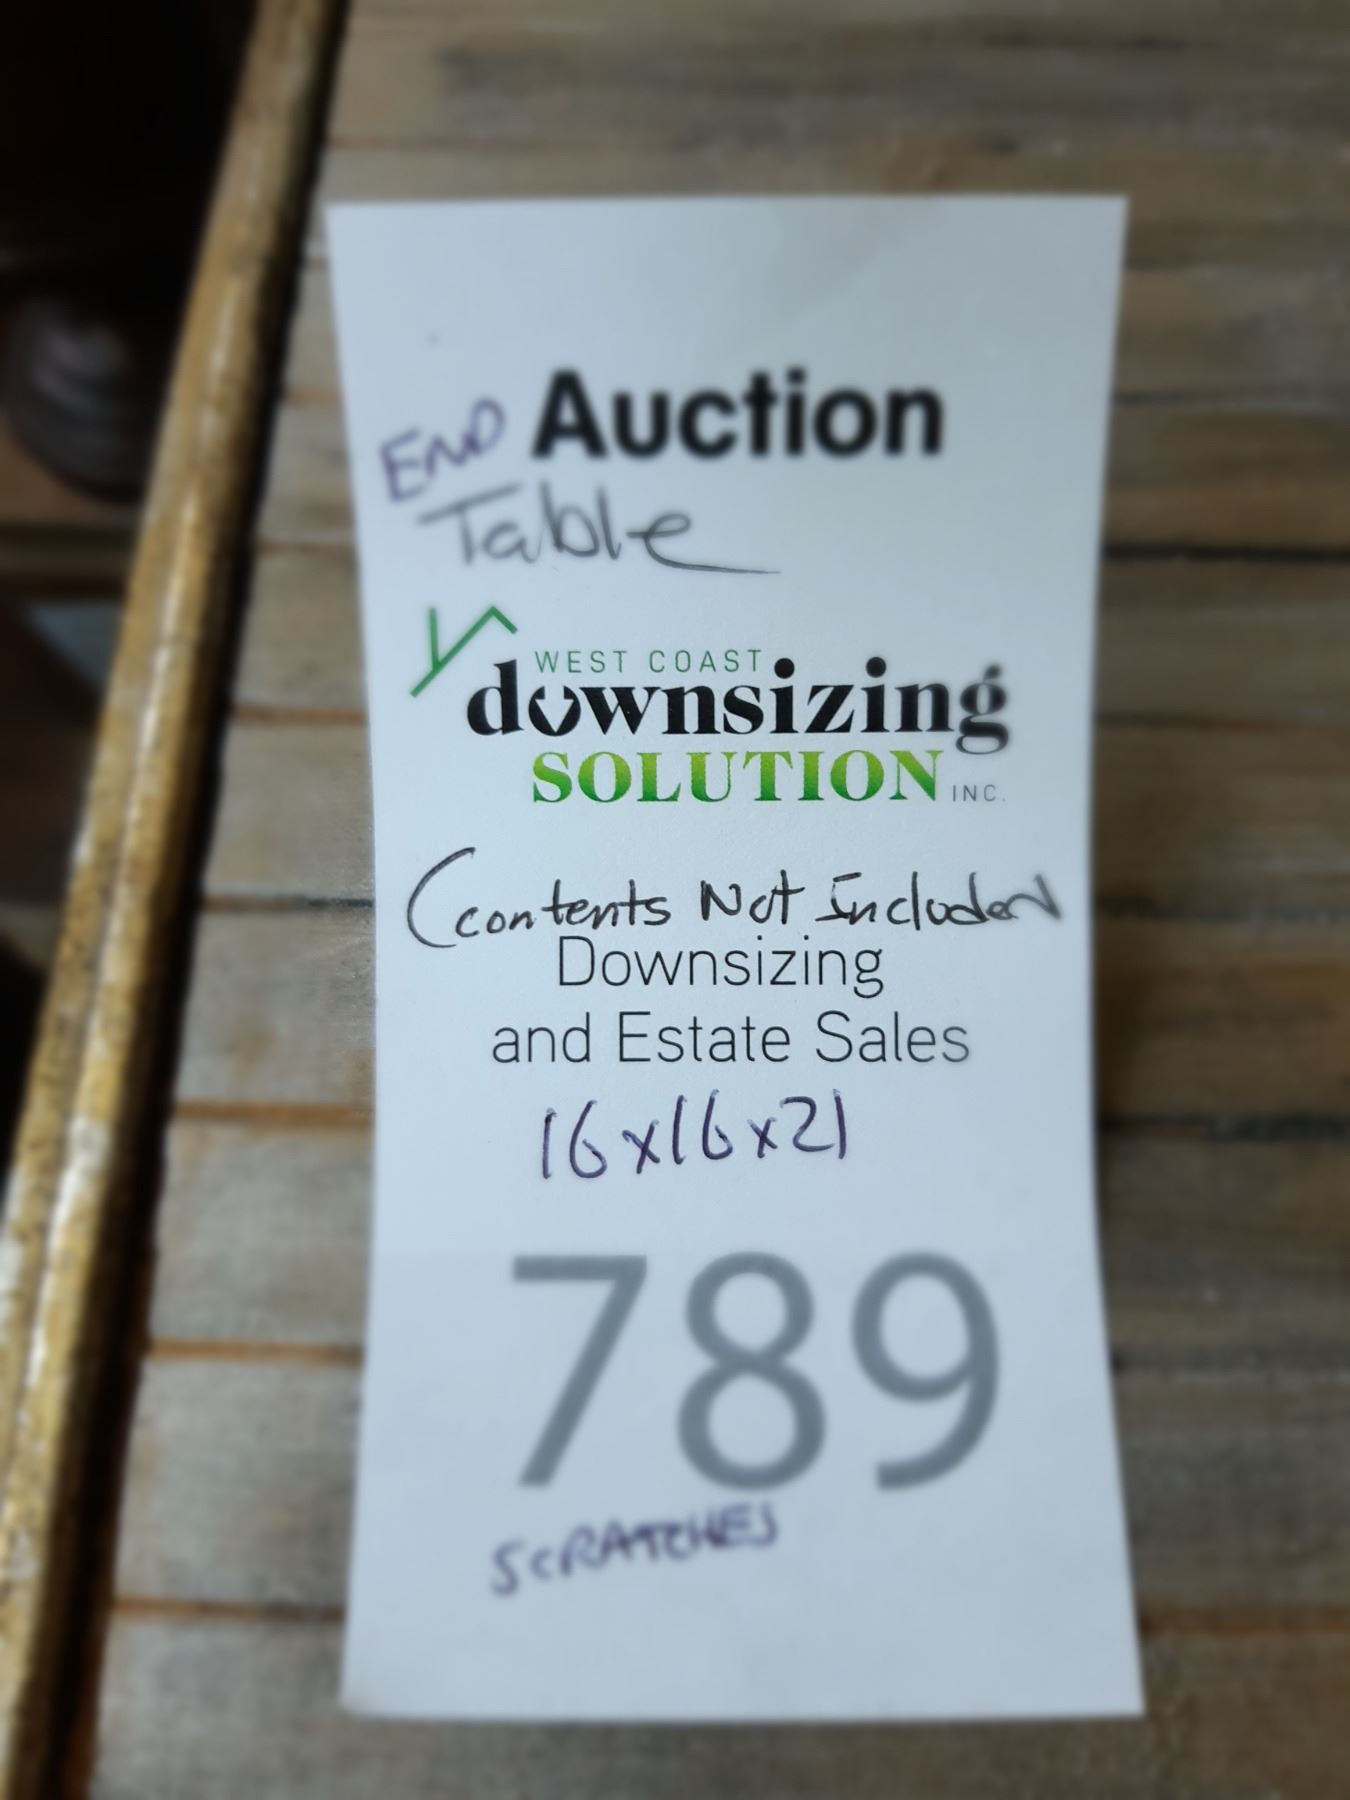 Auction
END
Table
WEST COAST
downsizing
SOLUTION INC.
(contents Not Included
Downsizing
and Estate Sales
16x16x21
789
SCRATCHES